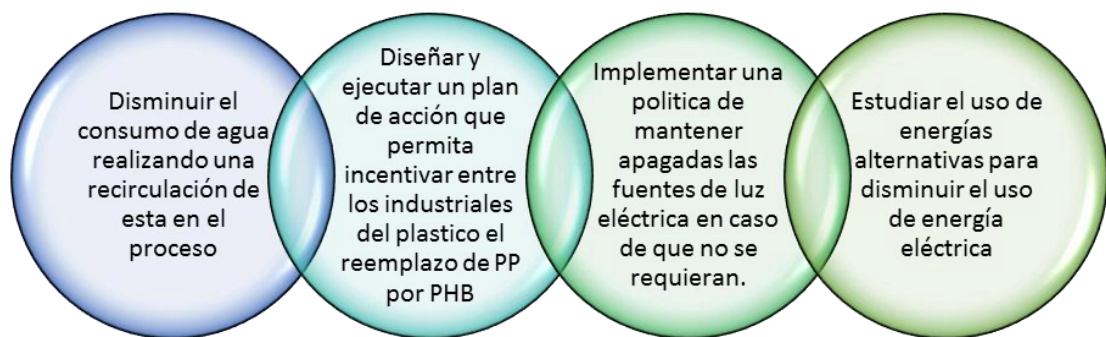 Disminuir el
consumo de agua
realizando una
recirculación de
esta en el
proceso
Diseñar y
ejecutar un plan
de acción que
permita
incentivar entre
los industriales
del plastico el
reemplazo de PP
por PHB
Implementar una
politica de
mantener
apagadas las
fuentes de luz
eléctrica en caso
de que no se
requieran.
Estudiar el uso de
energías
alternativas para
disminuir el uso
de energía
eléctrica